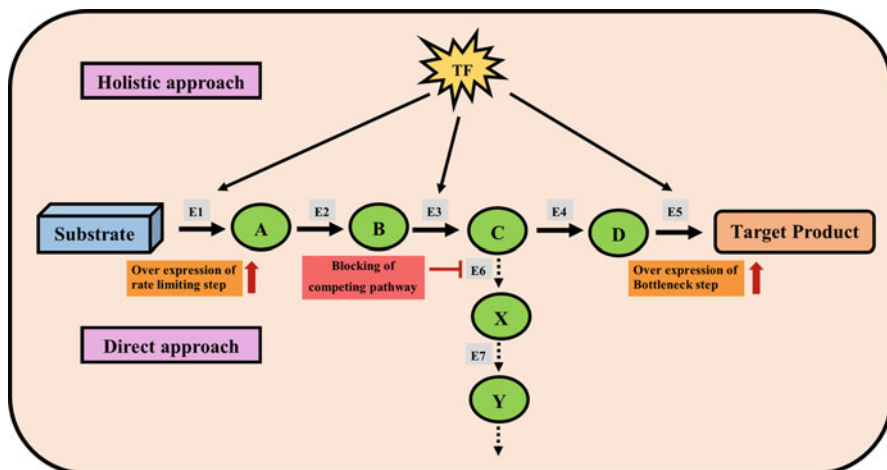 TF
Holistic approach
E1
E2
E3
E4
E5
Substrate
A
B
C
D
Target Product
Over expression of
rate limiting step
Blocking of
competing pathway
E6
Over expression of
Bottleneck step
X
Direct approach
E7
Y